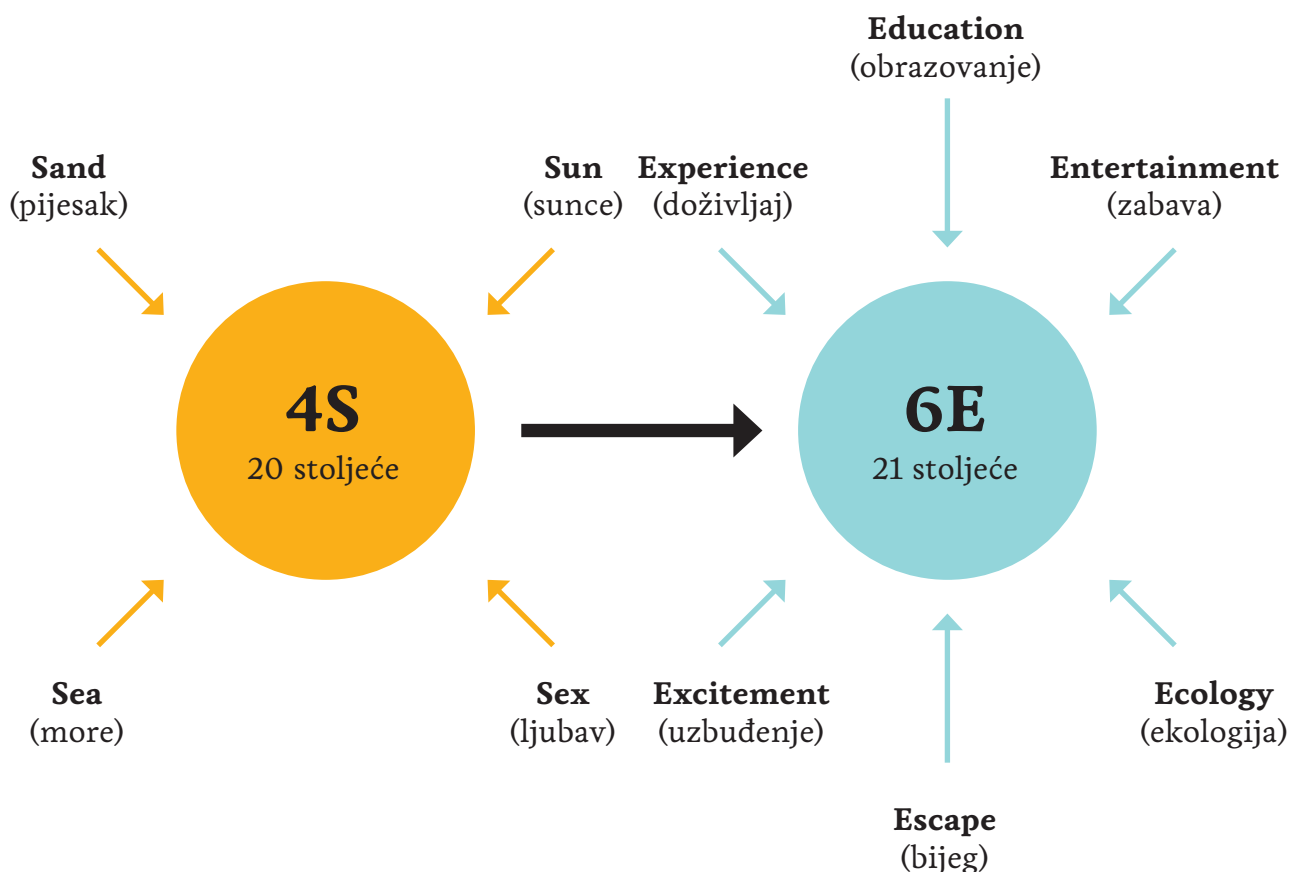 Education
(obrazovanje)
Sand
(pijesak)
Sun
(sunce)
Experience
(doživljaj)
Entertainment
(zabava)
4S
20 stoljeće
6E
21 stoljeće
Sea
(more)
Sex
(ljubav)
Excitement
(uzbuđenje)
Ecology
(ekologija)
Escape
(bijeg)